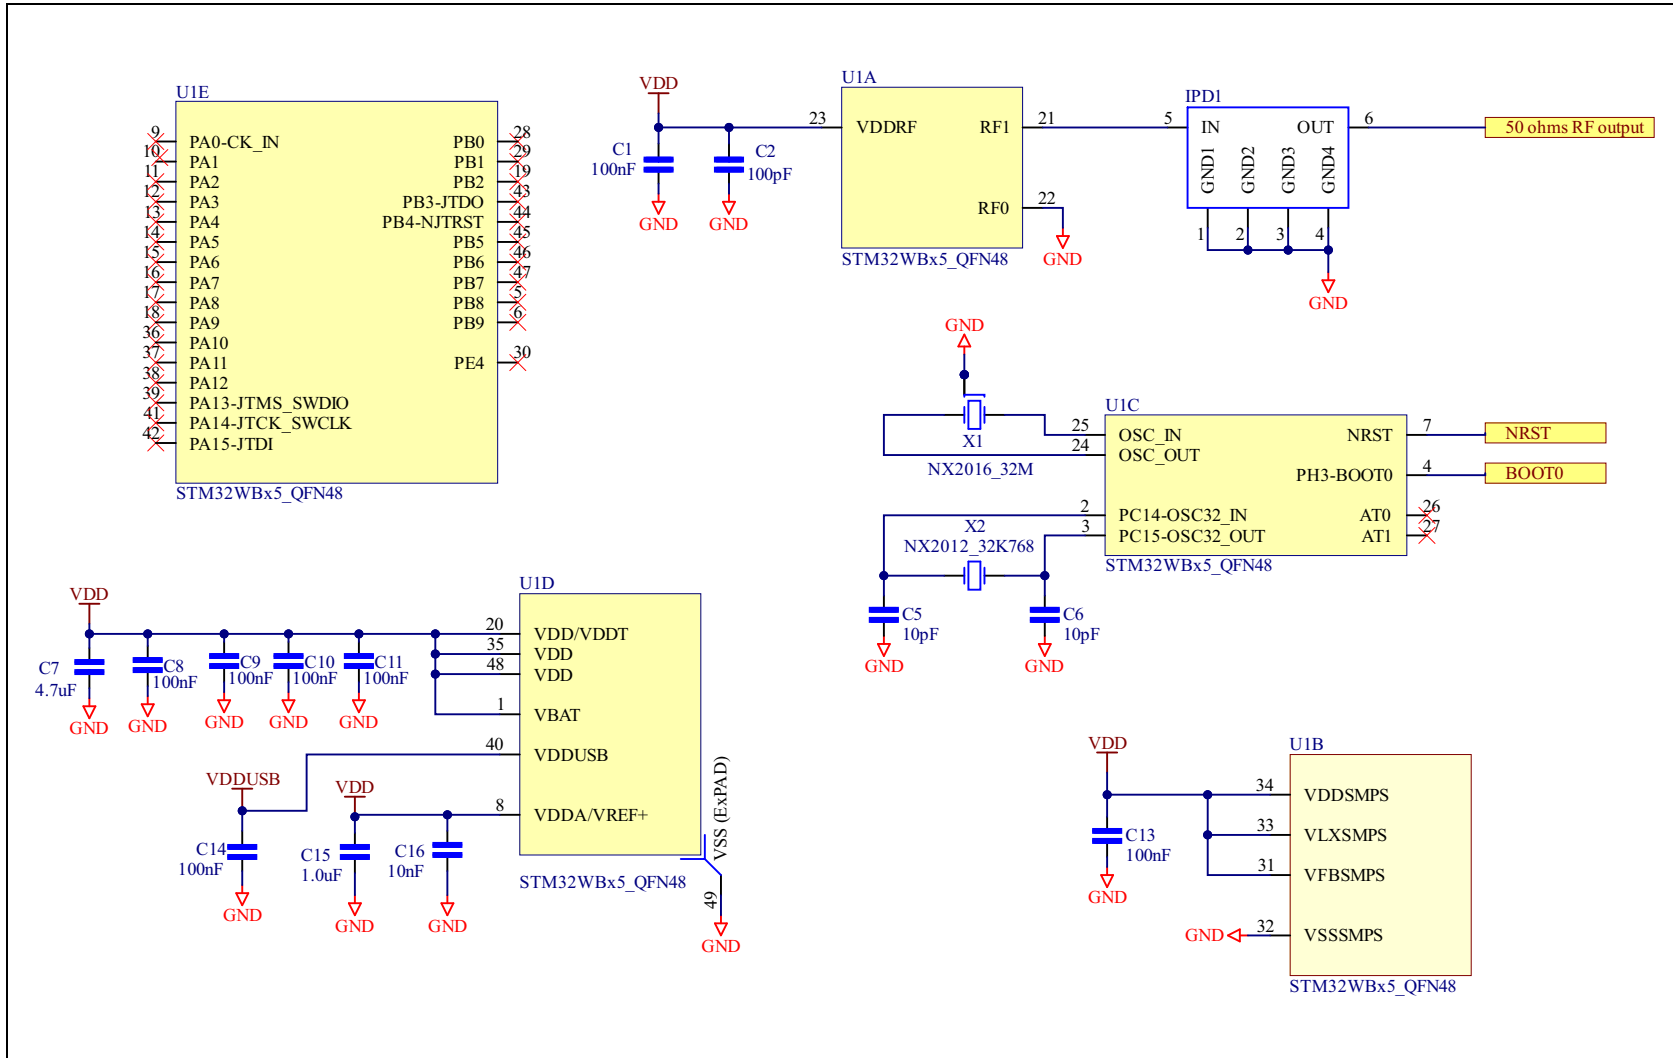 U1E
9 PA0-CK_IN PB0 28
10 PA1 PB1 29
11 PA2 PB2 19
12 PA3 PB3-JTDO 43
13 PA4 PB4-NJTRST 44
14 PA5 PB5 45
15 PA6 PB6 46
16 PA7 PB7 47
17 PA8 PB8 5
18 PA9 PB9 6
36 PA10
37 PA11 PE4 30
38 PA12
39 PA13-JTMS_SWDIO
41 PA14-JTCK_SWCLK
42 PA15-JTDI
STM32WBx5_QFN48
VDD
C1
100nF
GND
C2
100pF
GND
U1A
23 VDDRF RF1 21
RF0 22
GND
STM32WBx5_QFN48
IPD1
5 IN OUT 6
GND1 GND2 GND3 GND4
1 2 3 4
GND
50 ohms RF output
GND
X1
NX2016_32M
X2
NX2012_32K768
C5
10pF
GND
C6
10pF
GND
U1C
25 OSC_IN NRST 7 NRST
24 OSC_OUT
PH3-BOOT0 4 BOOT0
2 PC14-OSC32_IN AT0 26
3 PC15-OSC32_OUT AT1 27
STM32WBx5_QFN48
VDD
C7
4.7uF
GND
C8
100nF
GND
C9
100nF
GND
C10
100nF
GND
C11
100nF
GND
U1D
20 VDD/VDDT
35 VDD
48 VDD
1 VBAT
40 VDDUSB
8 VDDA/VREF+
VSS (ExPAD)
49
GND
STM32WBx5_QFN48
VDDUSB
C14
100nF
GND
VDD
C15
1.0uF
GND
C16
10nF
GND
VDD
C13
100nF
GND
U1B
34 VDDSMPS
33 VLXSMPS
31 VFBSMPS
GND 32 VSSSMPS
STM32WBx5_QFN48